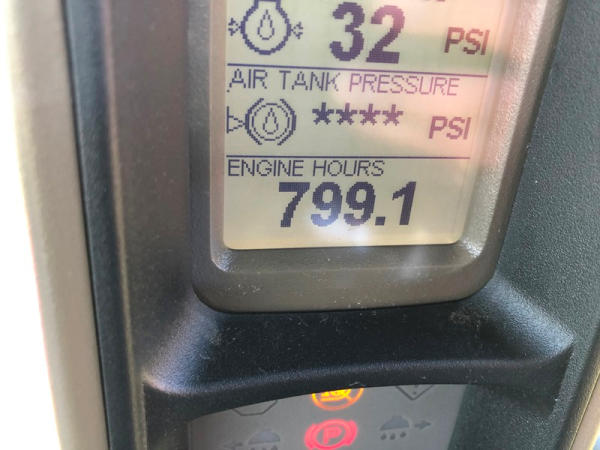 32 PSI
AIR TANK PRESSURE
**** PSI
ENGINE HOURS
799.1
P